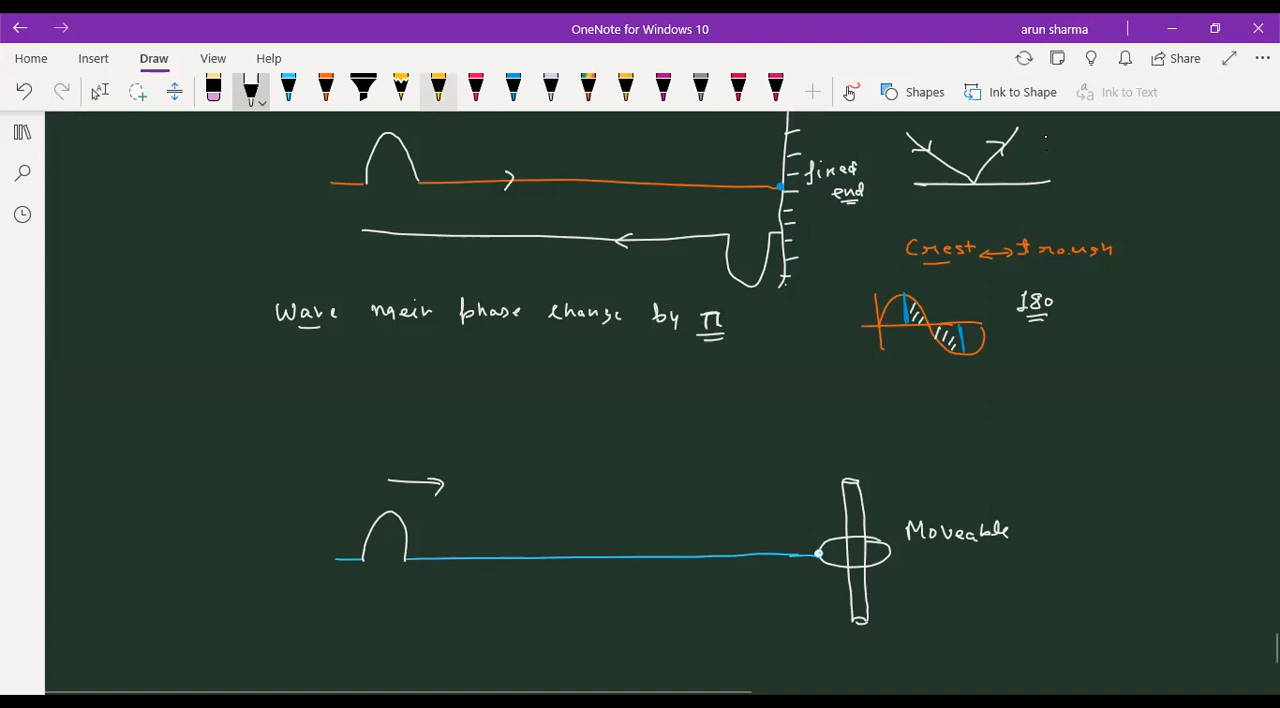 OneNote for Windows 10
arun sharma
Home Insert Draw View Help
Share
Shapes
Ink to Shape
Ink to Text
fixed
end
Crest ↔ trough
Wave mein phase change by π
180
Moveable